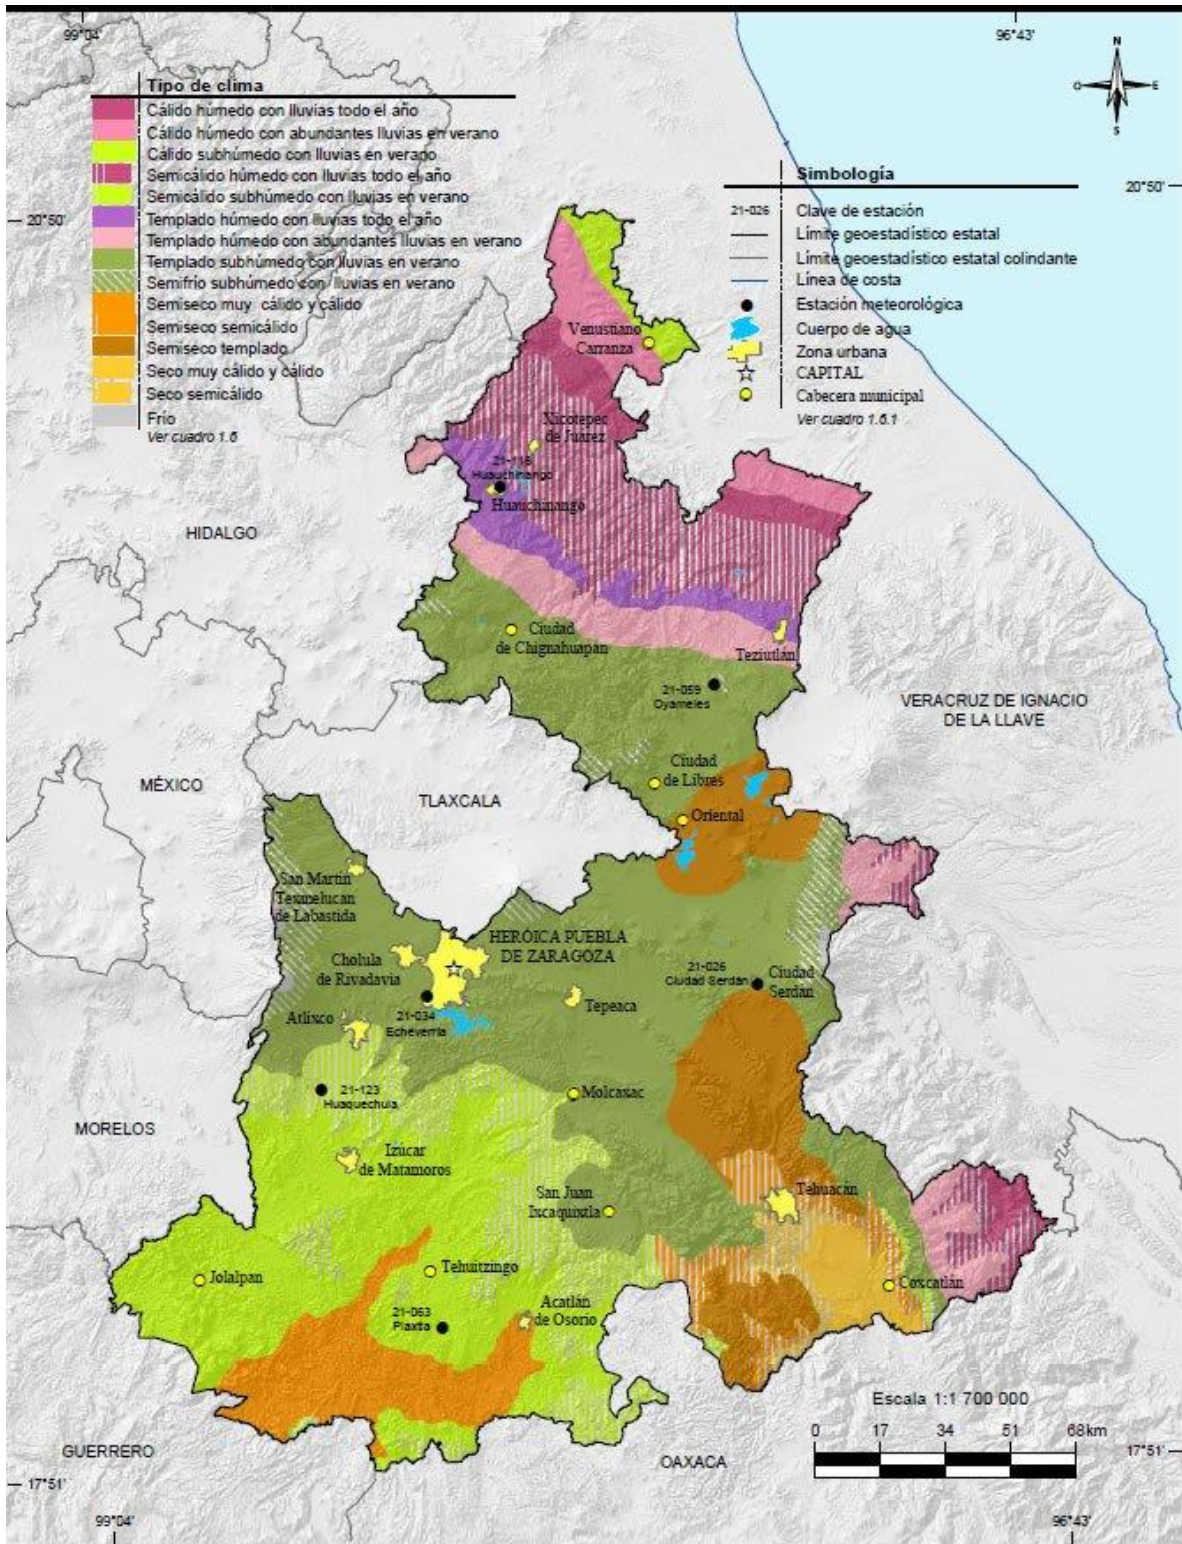 99°04'
96°43'
N
O
E
S
Tipo de clima
Cálido húmedo con lluvias todo el año
Cálido húmedo con abundantes lluvias en verano
Cálido subhúmedo con lluvias en verano
Semicálido húmedo con lluvias todo el año
Semicálido subhúmedo con lluvias en verano
Templado húmedo con lluvias todo el año
Templado húmedo con abundantes lluvias en verano
Templado subhúmedo con lluvias en verano
Semifrío subhúmedo con lluvias en verano
Semiseco muy cálido y cálido
Semiseco semicálido
Semiseco templado
Seco muy cálido y cálido
Seco semicálido
Frío
Ver cuadro 1.6
Simbología
21-026 Clave de estación
Límite geoestadístico estatal
Límite geoestadístico estatal colindante
Línea de costa
Estación meteorológica
Cuerpo de agua
Zona urbana
CAPITAL
Cabecera municipal
Ver cuadro 1.6.1
20°50'
20°50'
Venustiano
Carranza
Xicotepec
de Juárez
21-118
Huauchinango
Huauchinango
HIDALGO
Ciudad
de Chignahuapan
Teziutlán
21-059
Oyameles
VERACRUZ DE IGNACIO
DE LA LLAVE
MÉXICO
TLAXCALA
Ciudad
de Libres
Oriental
San Martín
Texmelucan
de Labastida
HERÓICA PUEBLA
DE ZARAGOZA
Cholula
de Rivadavia
21-026
Ciudad Serdán
Ciudad
Serdán
Tepeaca
Atlixco
21-034
Echeverría
21-123
Huaquechula
Molcaxac
MORELOS
Izúcar
de Matamoros
San Juan
Ixcaquixtla
Tehuacán
Jolalpan
Tehuitzingo
Coxcatlán
21-063
Piaxtla
Acatlán
de Osorio
Escala 1:1 700 000
0 17 34 51 68km
GUERRERO
OAXACA
17°51'
17°51'
99°04'
96°43'